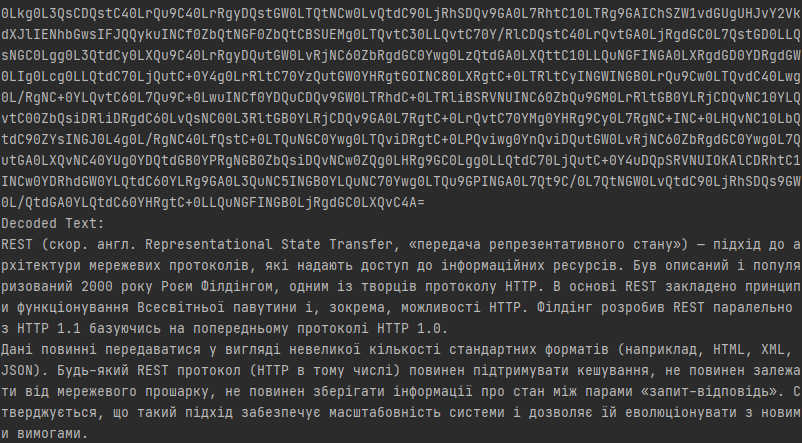 0Lkg0L3QsCDQstC40LrQu9C40LrRgyDQstGW0LTQtNCw0LvQtdC90LjRhSDQv9GA0L7RhtC10LTRg9GAIChSZW1vdGUgUHJvY2Vk
dXJlIENhbGwsIFJQQykuINCf0ZbQtNGF0ZbQtCBSUEMg0LTQvtC30LLQvtC70Y/RlCDQstC40LrQvtGA0LjRgdC0L7QstGD0LLQ
sNGC0Lgg0L3QtdCy0LXQu9C40LrRgyDQutGW0LvRjNC60ZbRgdGC0Ywg0LzQtdGA0LXQttC10LLQuNGFINGA0LXRgdGD0YDRgdGW
0LIg0Lcg0LLQtdC70LjQutC+0Y4g0LrRltC70YzQutGW0YHRgtGOINC80LXRgtC+0LTRltCyINGWINGB0LrQu9Cw0LTQvdC40Lwg
0L/RgNC+0YLQvtC60L7Qu9C+0LwuINCf0YDQuCDQv9GW0LTRhdC+0LTRliBSRVNUINC60ZbQu9GM0LrRltGB0YLRjCDQvNC10YLQ
vtC00ZbQsiDRliDRgdC60LvQsNC00L3RltGB0YLRjCDQv9GA0L7RgtC+0LrQvtC70YMg0YHRg9Cy0L7RgNC+INC+0LHQvNC10LbQ
tdC90ZYsINGJ0L4g0L/RgNC40LfQstC+0LTQuNGC0Ywg0LTQviDRgtC+0LPQviwg0YnQviDQutGW0LvRjNC60ZbRgdGC0Ywg0L7Q
utGA0LXQvNC40YUg0YDQtdGB0YPRgNGB0ZbQsiDQvNCw0ZQg0LHRg9GC0Lgg0LLQtdC70LjQutC+0Y4uDQpSRVNUIOKAlCDRhtC1
INCw0YDRhdGW0YLQtdC60YLRg9GA0L3QuNC5INGB0YLQuNC70Ywg0LTQu9GPINGA0L7Qt9C/0L7QtNGW0LvQtdC90LjRhSDQs9GW
0L/QtdGA0YLQtdC60YHRgtC+0LLQuNGFINGB0LjRgdGC0LXQvC4A=
Decoded Text:
REST (скор. англ. Representational State Transfer, «передача репрезентативного стану») — підхід до а
рхітектури мережевих протоколів, які надають доступ до інформаційних ресурсів. Був описаний і популя
ризований 2000 року Роєм Філдінгом, одним із творців протоколу HTTP. В основі REST закладено принцип
и функціонування Всесвітньої павутини і, зокрема, можливості HTTP. Філдінг розробив REST паралельно
з HTTP 1.1 базуючись на попередньому протоколі HTTP 1.0.
Дані повинні передаватися у вигляді невеликої кількості стандартних форматів (наприклад, HTML, XML,
JSON). Будь-який REST протокол (HTTP в тому числі) повинен підтримувати кешування, не повинен залежа
ти від мережевого прошарку, не повинен зберігати інформації про стан між парами «запит-відповідь». С
тверджується, що такий підхід забезпечує масштабовність системи і дозволяє їй еволюціонувати з новим
и вимогами.